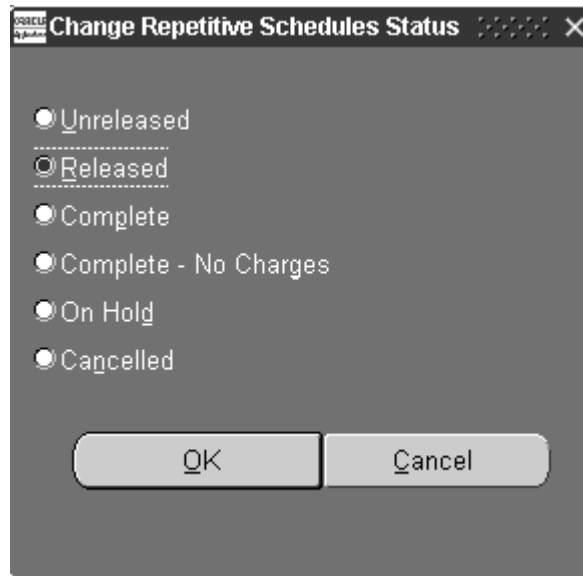 Change Repetitive Schedules Status
Unreleased
Released
Complete
Complete - No Charges
On Hold
Cancelled
OK Cancel